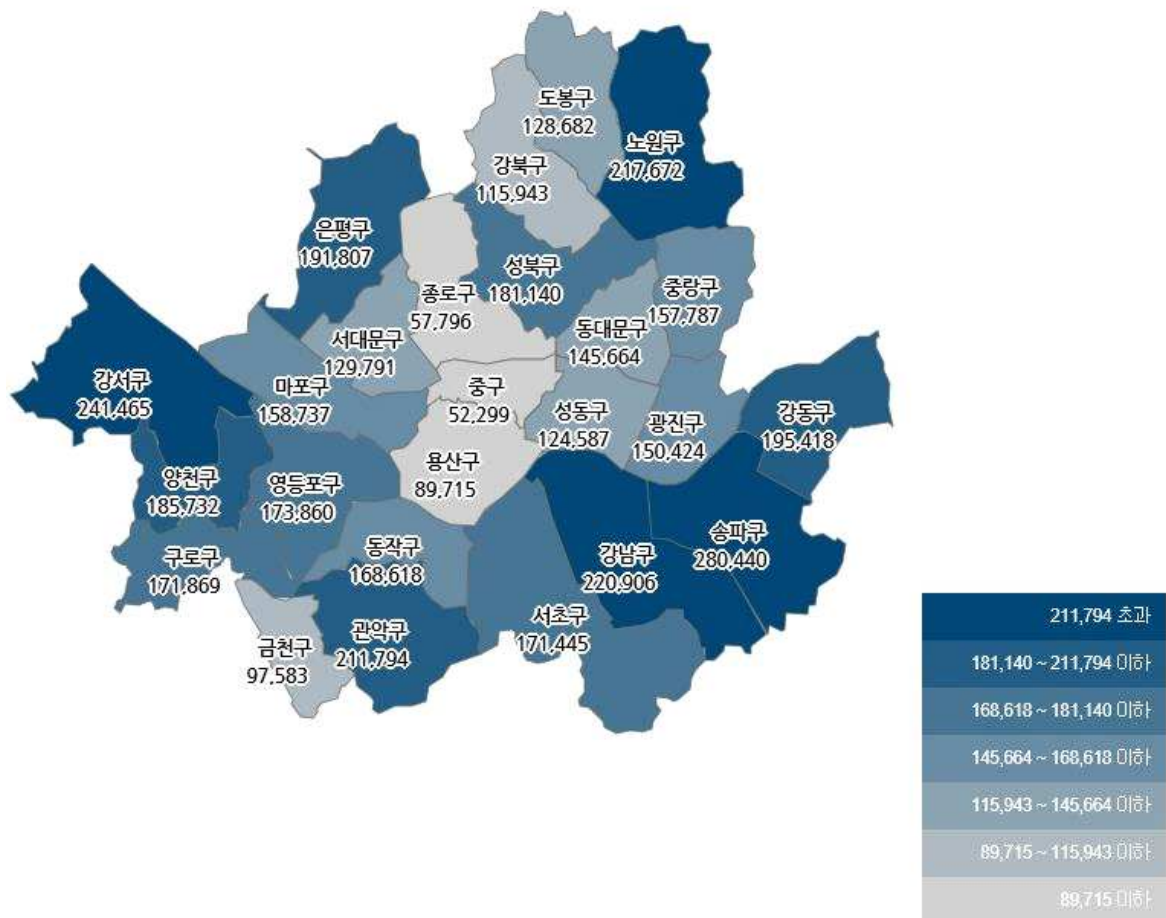 도봉구
128,682
노원구
217,672
강북구
115,943
은평구
191,807
성북구
181,140
중랑구
157,787
종로구
57,796
동대문구
145,664
서대문구
129,791
강서구
241,465
마포구
158,737
중구
52,299
성동구
124,587
광진구
150,424
강동구
195,418
용산구
89,715
양천구
185,732
영등포구
173,860
송파구
280,440
강남구
220,906
동작구
168,618
구로구
171,869
서초구
171,445
관악구
211,794
금천구
97,583
211,794 초과
181,140 ~ 211,794 이하
168,618 ~ 181,140 이하
145,664 ~ 168,618 이하
115,943 ~ 145,664 이하
89,715 ~ 115,943 이하
89,715 이하